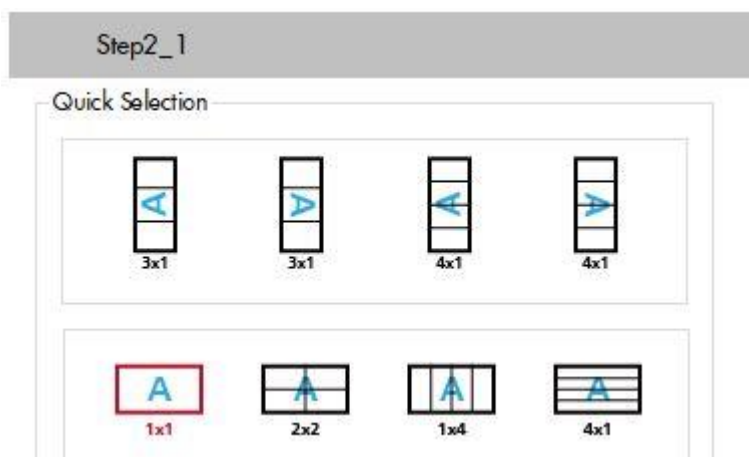 Step2_1
Quick Selection
A A A A
3x1 3x1 4x1 4x1
A A A A
1x1 2x2 1x4 4x1